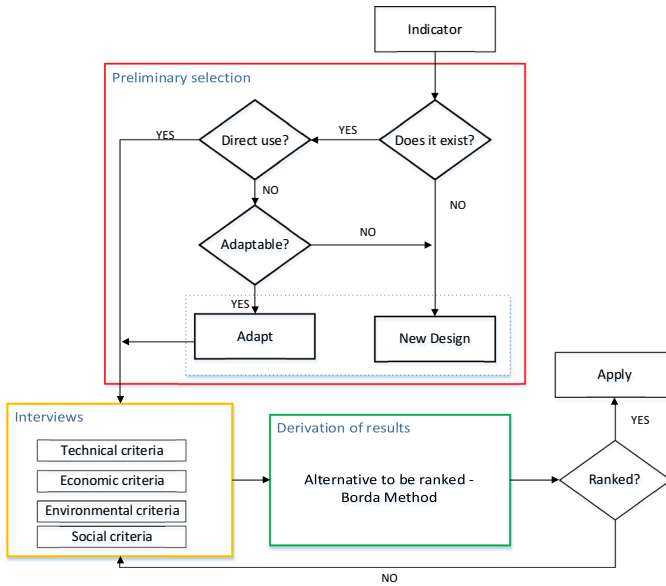 Indicator
Preliminary selection
Does it exist?
YES
Direct use?
YES
NO
NO
Adaptable?
NO
YES
Adapt
New Design
Interviews
Technical criteria
Economic criteria
Environmental criteria
Social criteria
Derivation of results
Alternative to be ranked -
Borda Method
Ranked?
YES
Apply
NO